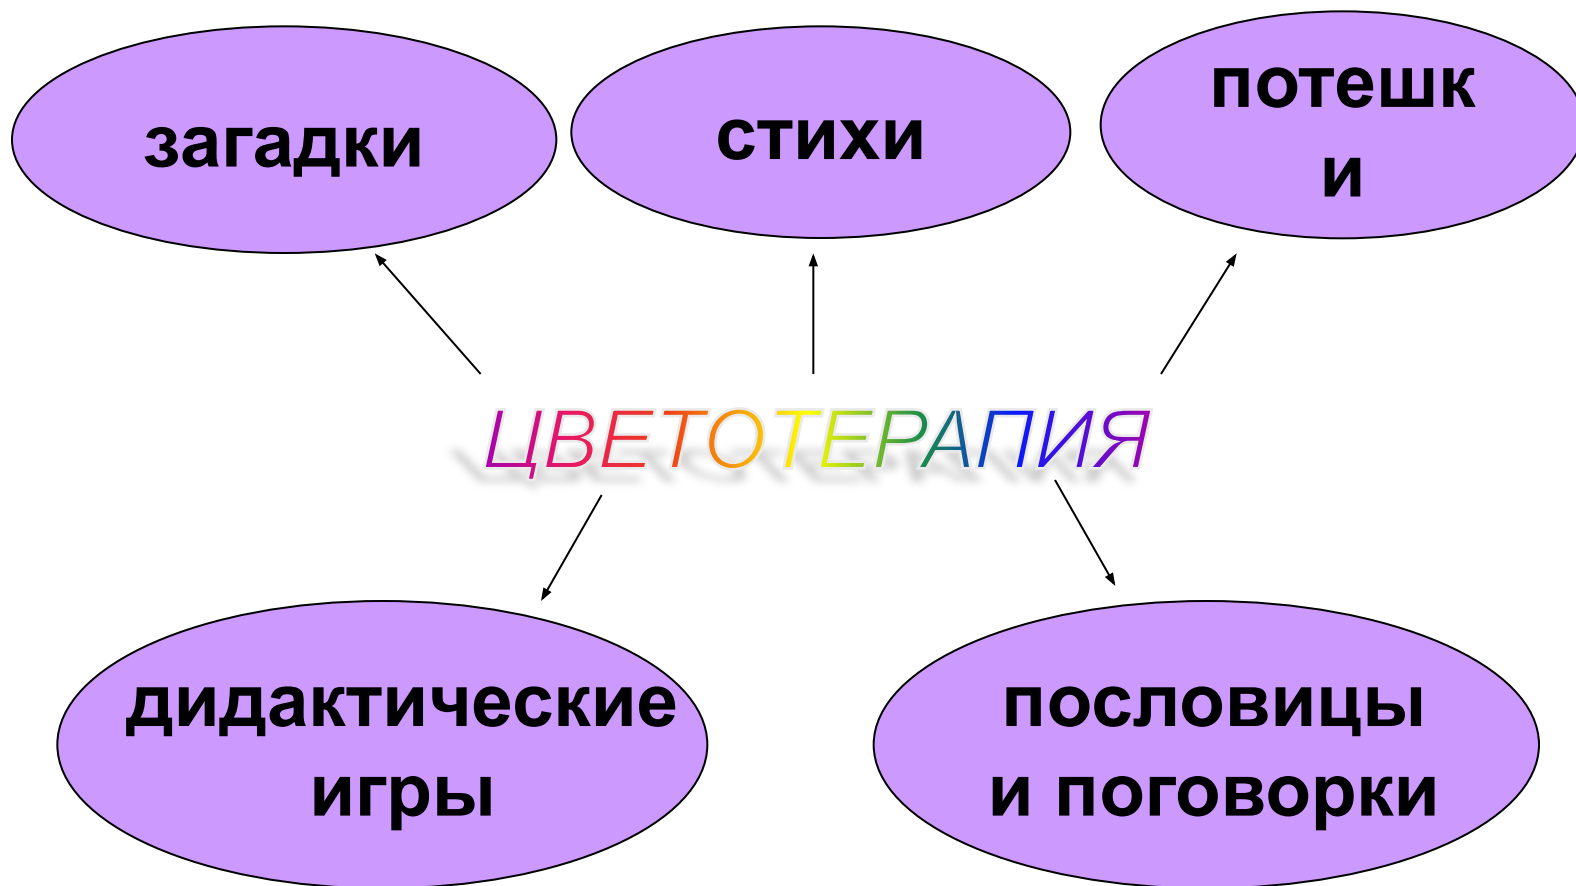 загадки
стихи
потешк
и
ЦВЕТОТЕРАПИЯ
дидактические
игры
пословицы
и поговорки